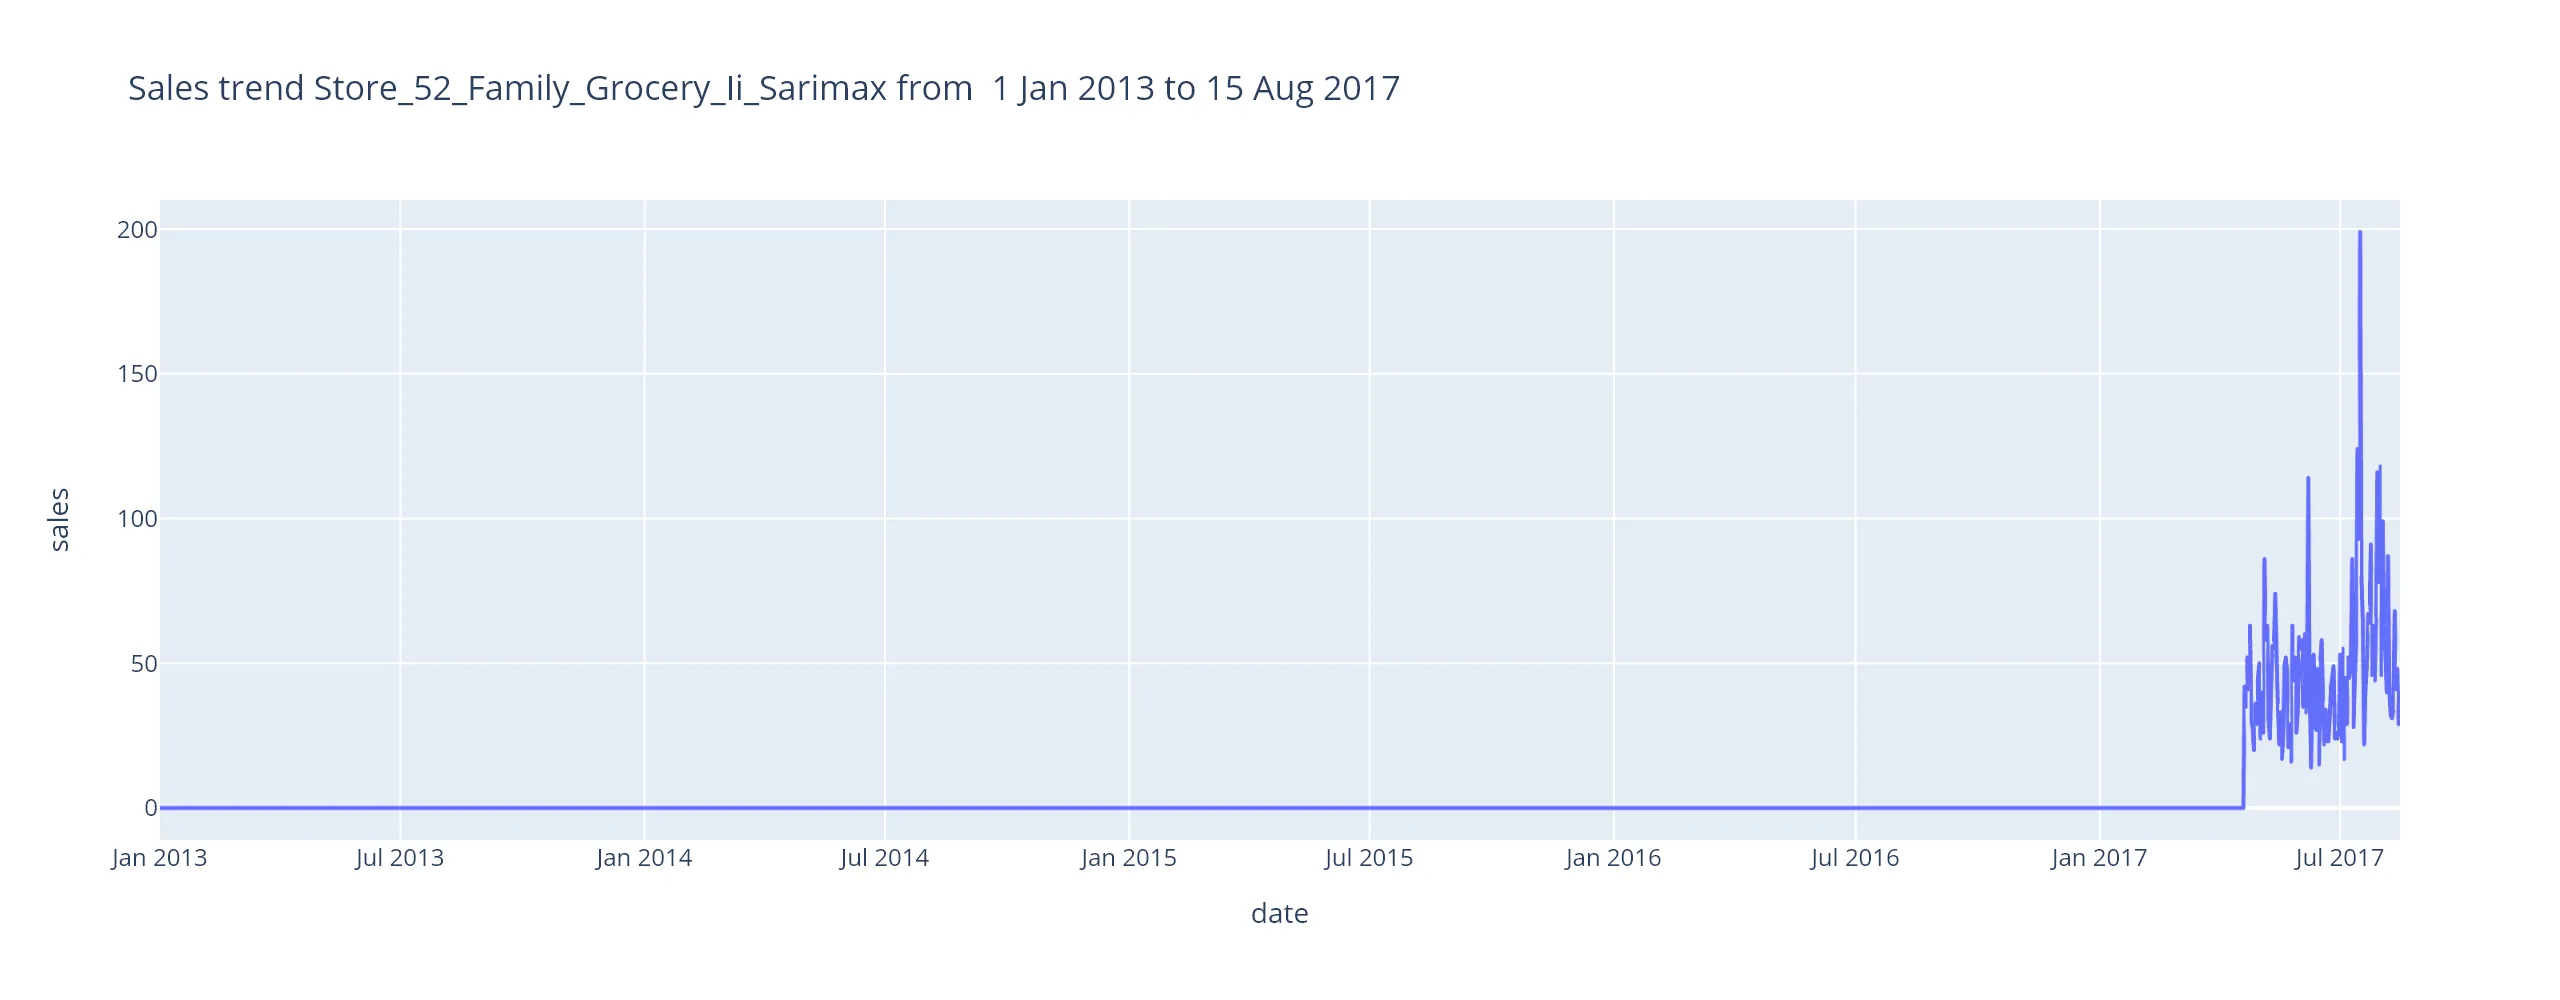 Sales trend Store_52_Family_Grocery_Ii_Sarimax from  1 Jan 2013 to 15 Aug 2017
200
150
100
50
0
sales
Jan 2013 Jul 2013 Jan 2014 Jul 2014 Jan 2015 Jul 2015 Jan 2016 Jul 2016 Jan 2017 Jul 2017
date